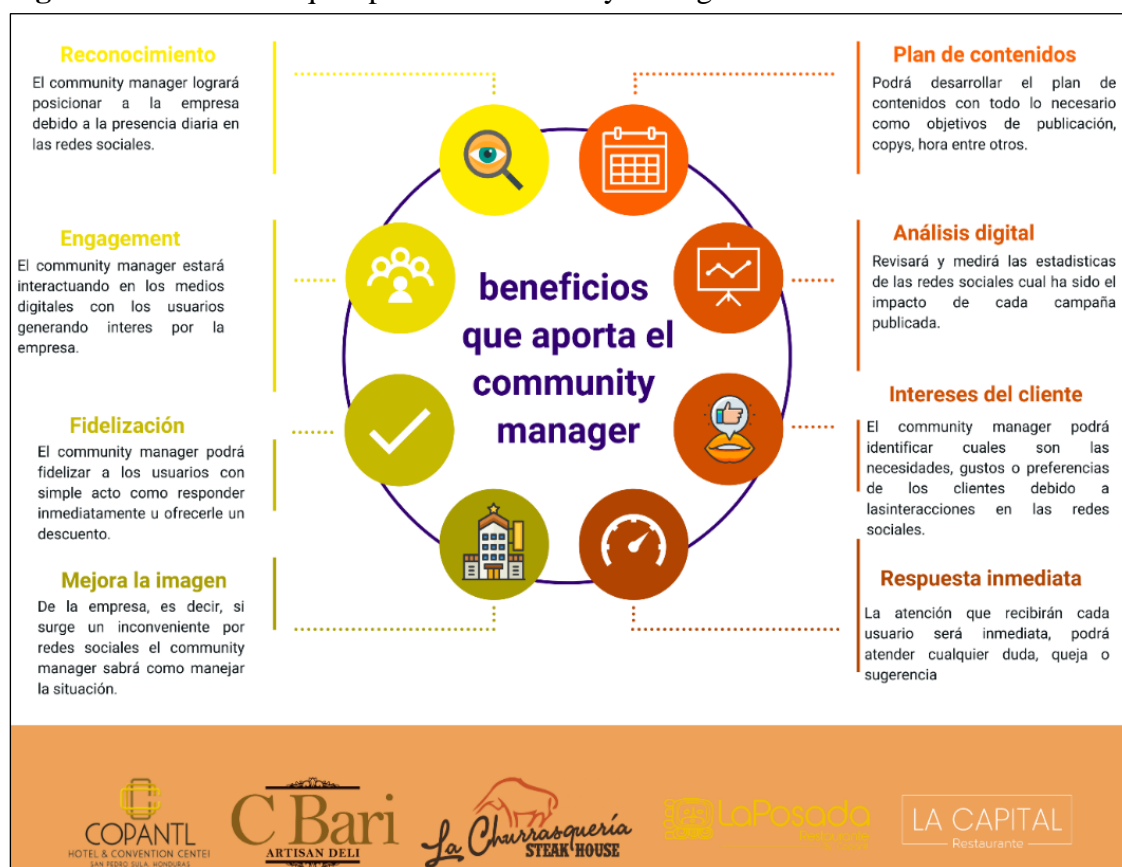 Reconocimiento
El community manager logrará
posicionar a la empresa
debido a la presencia diaria en
las redes sociales.
Engagement
El community manager estará
interactuando en los medios
digitales con los usuarios
generando interes por la
empresa.
Fidelización
El community manager podrá
fidelizar a los usuarios con
simple acto como responder
inmediatamente u ofrecerle un
descuento.
Mejora la imagen
De la empresa, es decir, si
surge un inconveniente por
redes sociales el community
manager sabrá como manejar
la situación.
beneficios
que aporta el
community
manager
Plan de contenidos
Podrá desarrollar el plan de
contenidos con todo lo necesario
como objetivos de publicación,
copys, hora entre otros.
Análisis digital
Revisará y medirá las estadisticas
de las redes sociales cual ha sido el
impacto de cada campaña
publicada.
Intereses del cliente
El community manager podrá
identificar cuales son las
necesidades, gustos o preferencias
de los clientes debido a
lasinteracciones en las redes
sociales.
Respuesta inmediata
La atención que recibirán cada
usuario será inmediata, podrá
atender cualquier duda, queja o
sugerencia
COPANTL
HOTEL & CONVENTION CENTE
SAN PEDRO SULA, HONDURAS
C Bari
ARTISAN DELI
La Churrasquería
STEAK HOUSE
LaPosada
Restaurante
LA CAPITAL
Restaurante